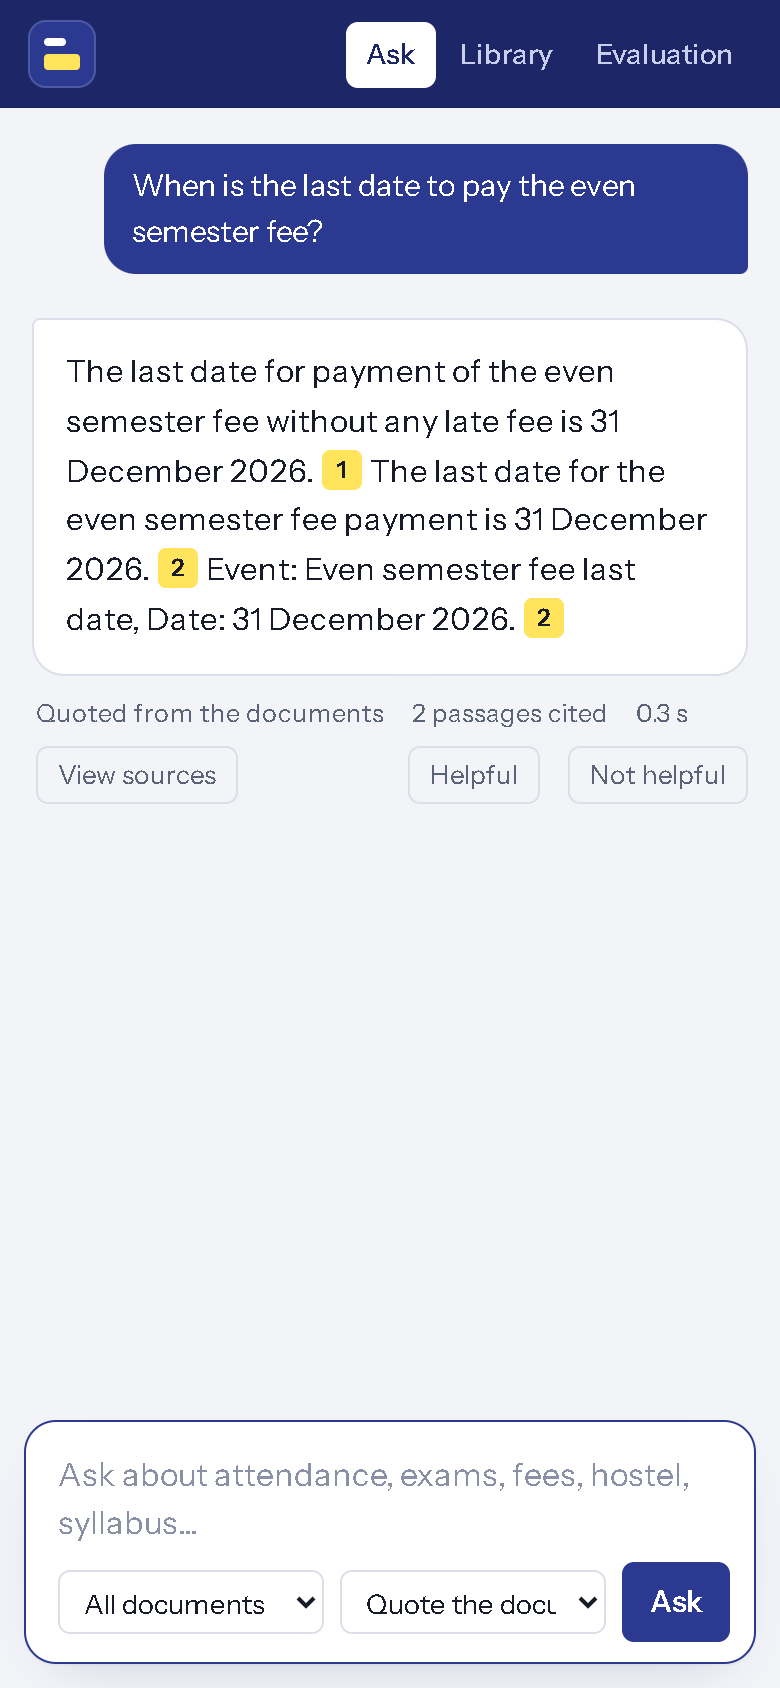 Ask Library Evaluation
When is the last date to pay the even
semester fee?
The last date for payment of the even
semester fee without any late fee is 31
December 2026. 1 The last date for the
even semester fee payment is 31 December
2026. 2 Event: Even semester fee last
date, Date: 31 December 2026. 2
Quoted from the documents 2 passages cited 0.3 s
View sources Helpful Not helpful
Ask about attendance, exams, fees, hostel,
syllabus...
All documents Quote the docu Ask